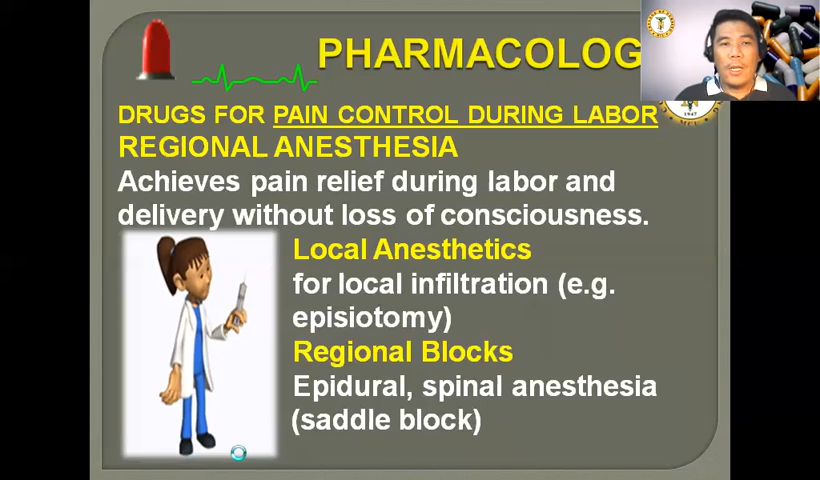 PHARMACOLOG
DRUGS FOR PAIN CONTROL DURING LABOR
REGIONAL ANESTHESIA
Achieves pain relief during labor and
delivery without loss of consciousness.
Local Anesthetics
for local infiltration (e.g.
episiotomy)
Regional Blocks
Epidural, spinal anesthesia
(saddle block)
1947